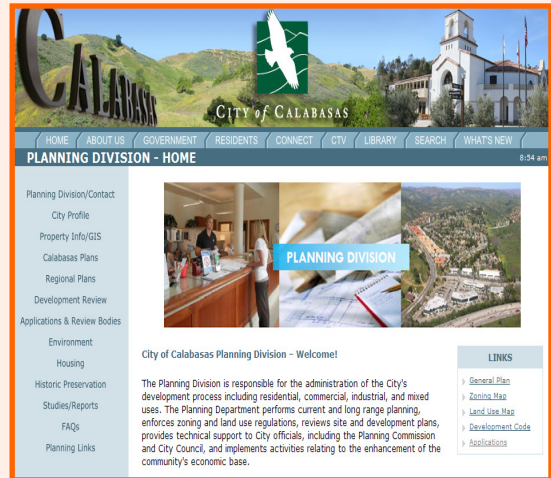 CALABASAS
CITY of CALABASAS
HOME ABOUT US GOVERNMENT RESIDENTS CONNECT CTV LIBRARY SEARCH WHAT'S NEW
PLANNING DIVISION - HOME 8:54 am
Planning Division/Contact
City Profile
Property Info/GIS
Calabasas Plans
Regional Plans
Development Review
Applications & Review Bodies
Environment
Housing
Historic Preservation
Studies/Reports
FAQs
Planning Links
PLANNING DIVISION
City of Calabasas Planning Division – Welcome!
The Planning Division is responsible for the administration of the City's
development process including residential, commercial, industrial, and mixed
uses. The Planning Department performs current and long range planning,
enforces zoning and land use regulations, reviews site and development plans,
provides technical support to City officials, including the Planning Commission
and City Council, and implements activities relating to the enhancement of the
community's economic base.
LINKS
General Plan
Zoning Map
Land Use Map
Development Code
Applications